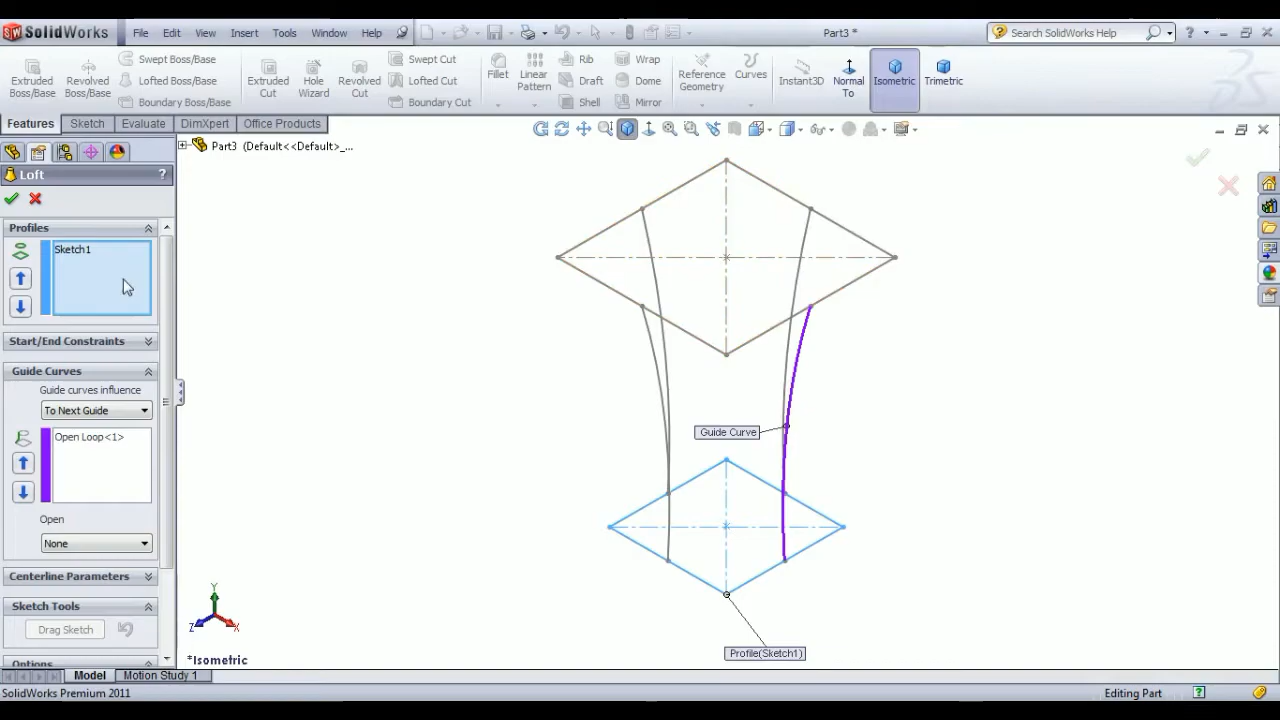 SolidWorks File Edit View Insert Tools Window Help Part3 * Search SolidWorks Help
Extruded Boss/Base
Revolved Boss/Base
Swept Boss/Base
Lofted Boss/Base
Boundary Boss/Base
Extruded Cut
Hole Wizard
Revolved Cut
Swept Cut
Lofted Cut
Boundary Cut
Fillet
Linear Pattern
Rib
Draft
Shell
Wrap
Dome
Mirror
Reference Geometry
Curves
Instant3D
Normal To
Isometric
Trimetric
Features Sketch Evaluate DimXpert Office Products
Part3 (Default<<Default>_...
Loft ?
Profiles
Sketch1
Start/End Constraints
Guide Curves
Guide curves influence
To Next Guide
Open Loop<1>
Open
None
Centerline Parameters
Sketch Tools
Drag Sketch
Options
Guide Curve
Profile(Sketch1)
Y
Z
X
*Isometric
Model Motion Study 1
SolidWorks Premium 2011 Editing Part